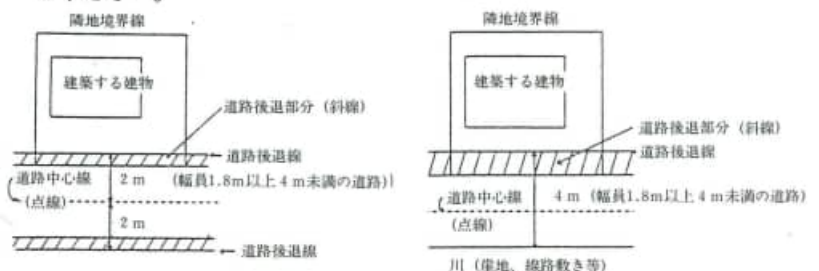 隣地境界線
建築する建物
道路後退部分（斜線）
道路後退線
道路中心線
(点線)
2m
(幅員1.8m以上4m未満の道路)
2m
道路後退線
隣地境界線
建築する建物
道路後退部分（斜線）
道路後退線
道路中心線
(点線)
4m (幅員1.8m以上4m未満の道路)
川（崖地、線路敷き等）